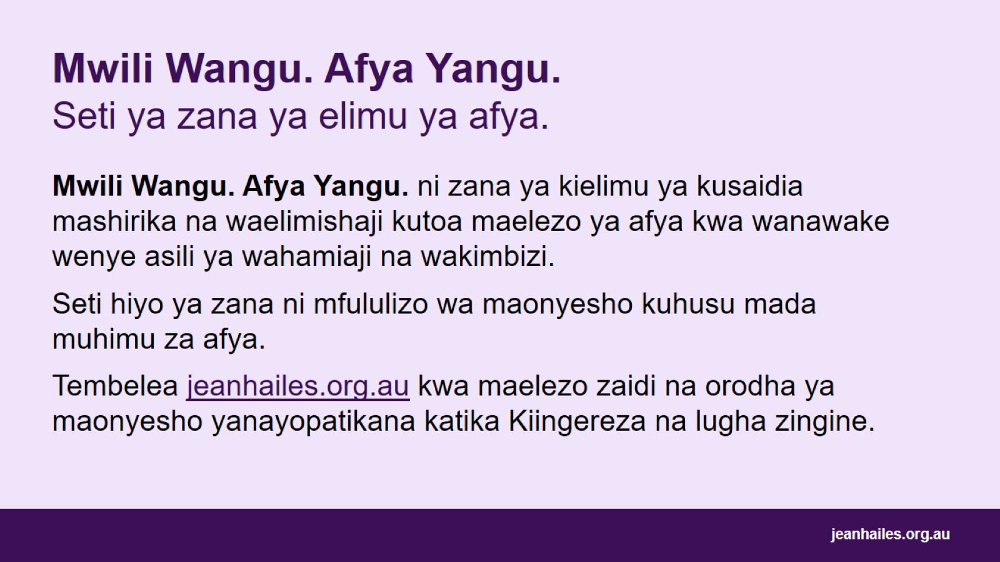 Mwili Wangu. Afya Yangu.
Seti ya zana ya elimu ya afya.
Mwili Wangu. Afya Yangu. ni zana ya kielimu ya kusaidia
mashirika na waelimishaji kutoa maelezo ya afya kwa wanawake
wenye asili ya wahamiaji na wakimbizi.
Seti hiyo ya zana ni mfululizo wa maonyesho kuhusu mada
muhimu za afya.
Tembelea jeanhailes.org.au kwa maelezo zaidi na orodha ya
maonyesho yanayopatikana katika Kiingereza na lugha zingine.
jeanhailes.org.au